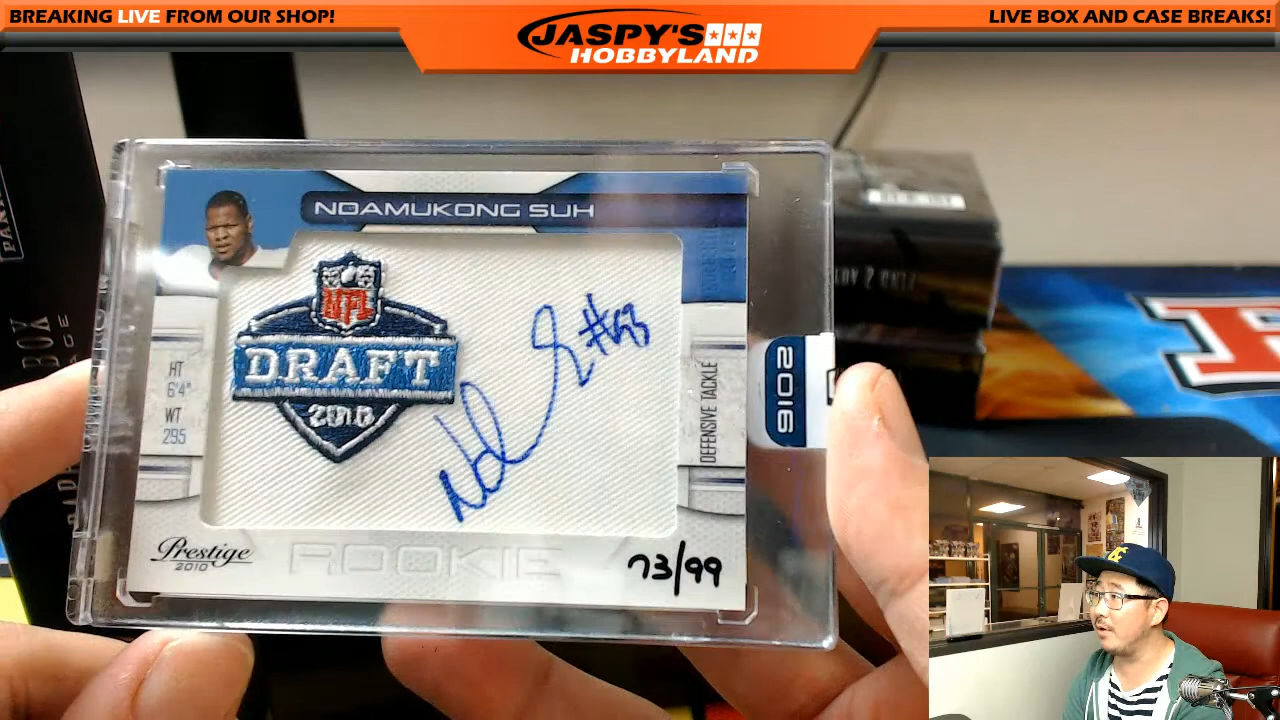 BREAKING LIVE FROM OUR SHOP!
JASPY'S
HOBBYLAND
LIVE BOX AND CASE BREAKS!
NDAMUKONG SUH
NFL
DRAFT
2010
HT
6'4"
WT
295
DEFENSIVE TACKLE
2016
Prestige
2010
ROOKIE
73/99
BOX